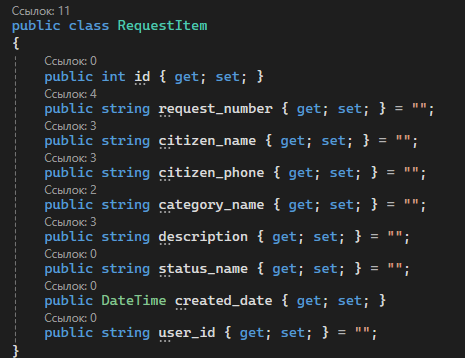 Ссылок: 11
public class RequestItem
{
Ссылок: 0
public int id { get; set; }
Ссылок: 4
public string request_number { get; set; } = "";
Ссылок: 3
public string citizen_name { get; set; } = "";
Ссылок: 3
public string citizen_phone { get; set; } = "";
Ссылок: 2
public string category_name { get; set; } = "";
Ссылок: 3
public string description { get; set; } = "";
Ссылок: 0
public string status_name { get; set; } = "";
Ссылок: 0
public DateTime created_date { get; set; }
Ссылок: 0
public string user_id { get; set; } = "";
}